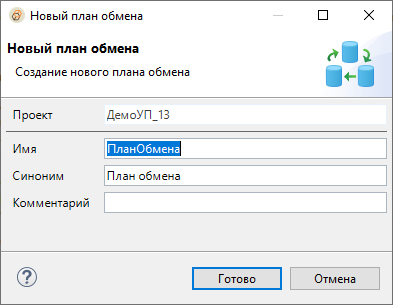 Новый план обмена
Новый план обмена
Создание нового плана обмена
Проект ДемоУП_13
Имя ПланОбмена
Синоним План обмена
Комментарий
? Готово Отмена